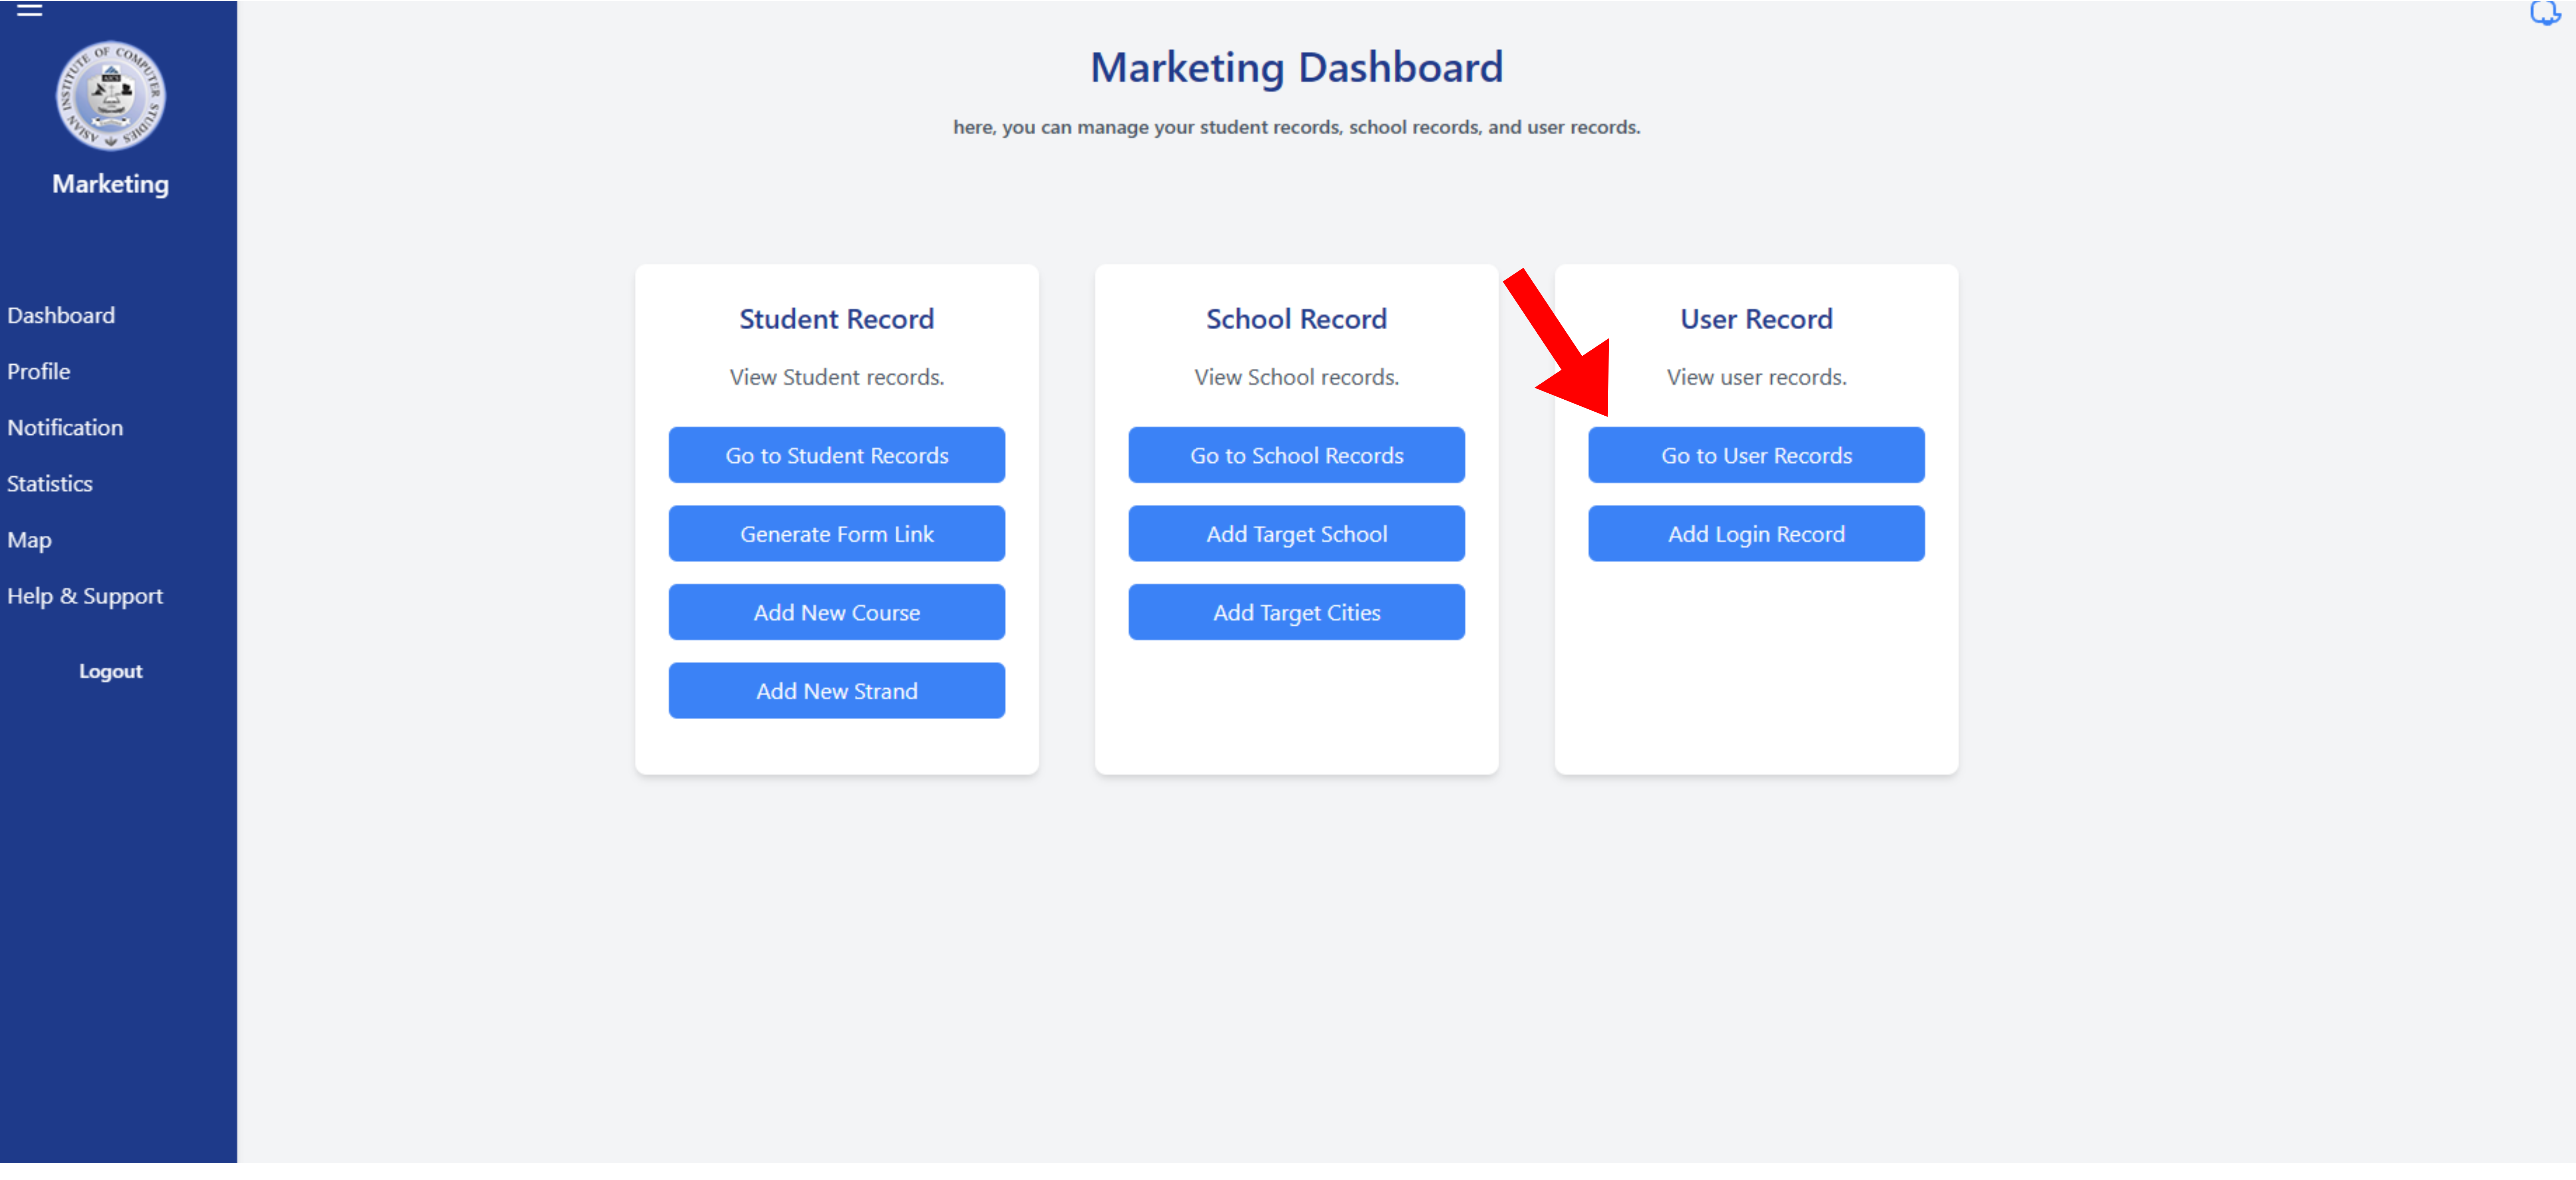 ASIAN INSTITUTE OF COMPUTER STUDIES
AICS
Marketing
Dashboard
Profile
Notification
Statistics
Map
Help & Support
Logout
Marketing Dashboard
here, you can manage your student records, school records, and user records.
Student Record
View Student records.
Go to Student Records
Generate Form Link
Add New Course
Add New Strand
School Record
View School records.
Go to School Records
Add Target School
Add Target Cities
User Record
View user records.
Go to User Records
Add Login Record